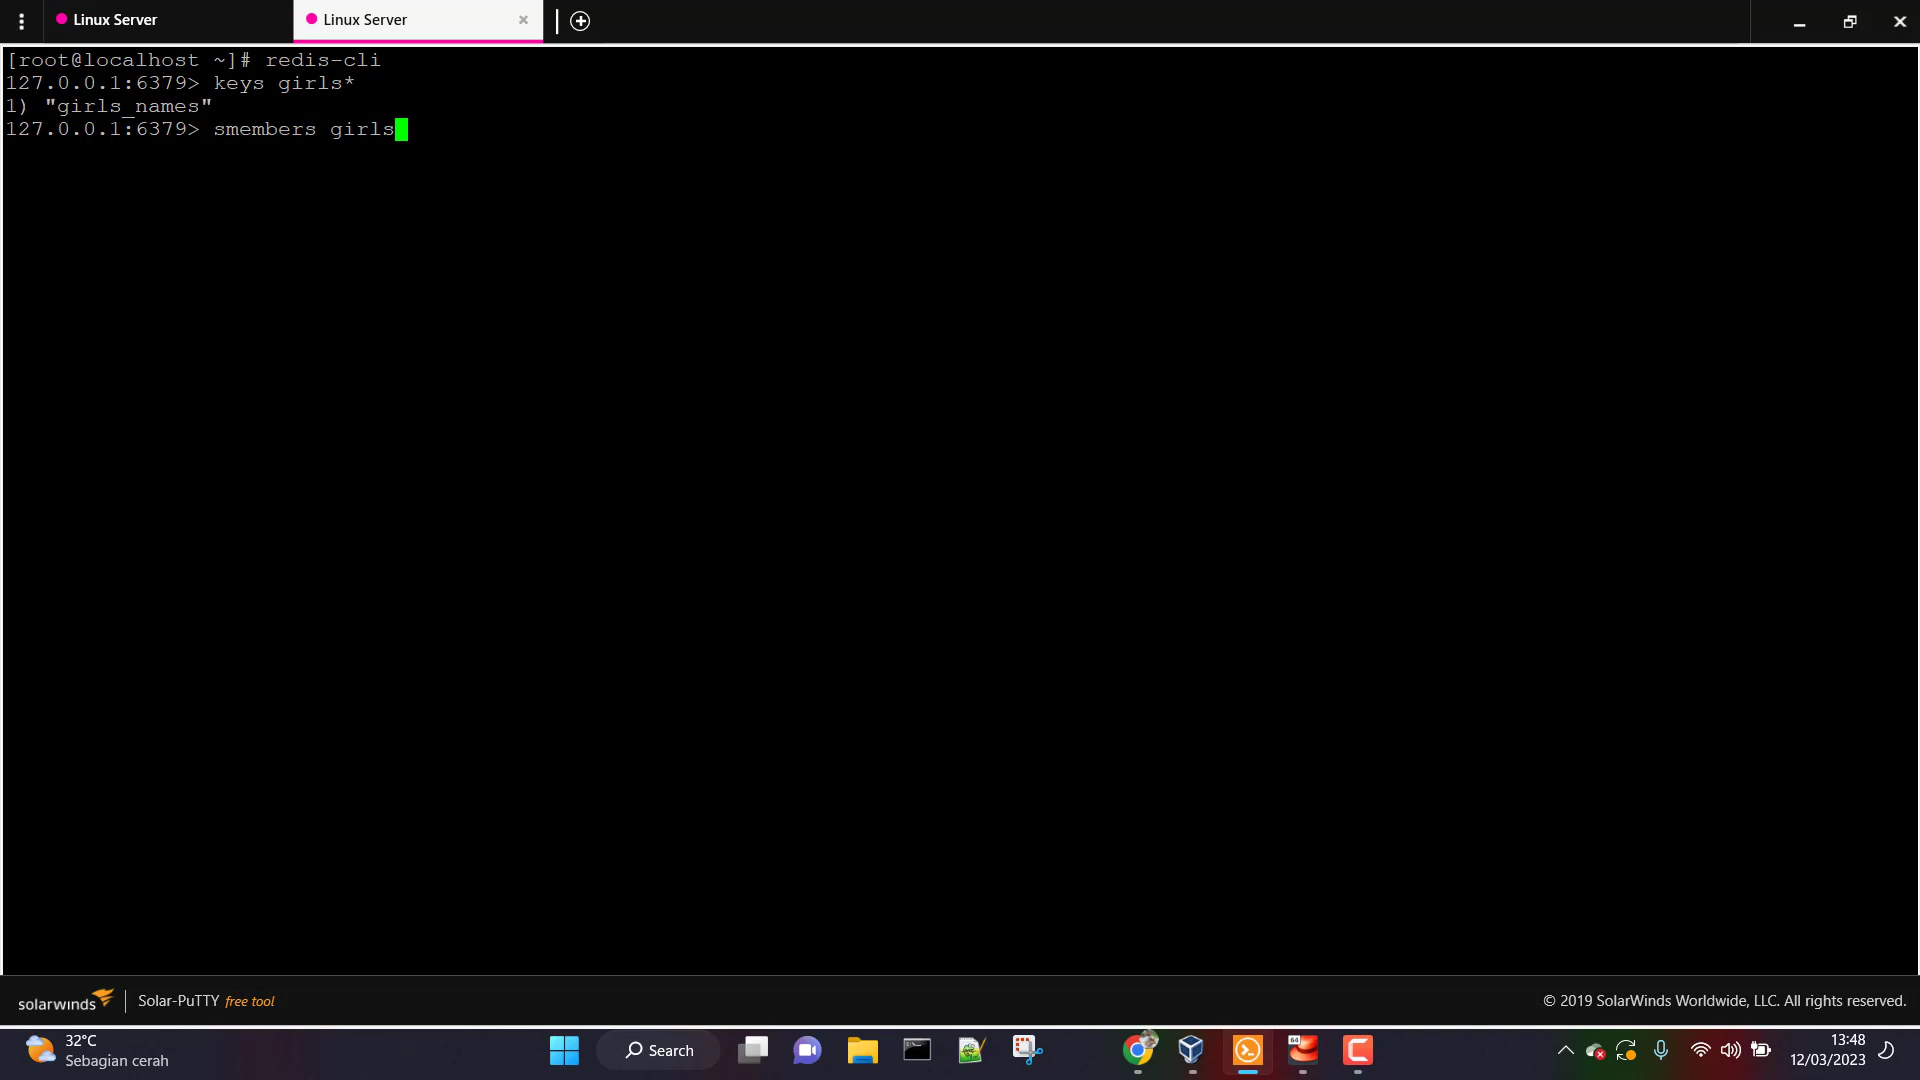 Linux Server
Linux Server
[root@localhost ~]# redis-cli
127.0.0.1:6379> keys girls*
1) "girls_names"
127.0.0.1:6379> smembers girls
solarwinds
Solar-PuTTY free tool
© 2019 SolarWinds Worldwide, LLC. All rights reserved.
32°C
Sebagian cerah
Search
64
13:48
12/03/2023